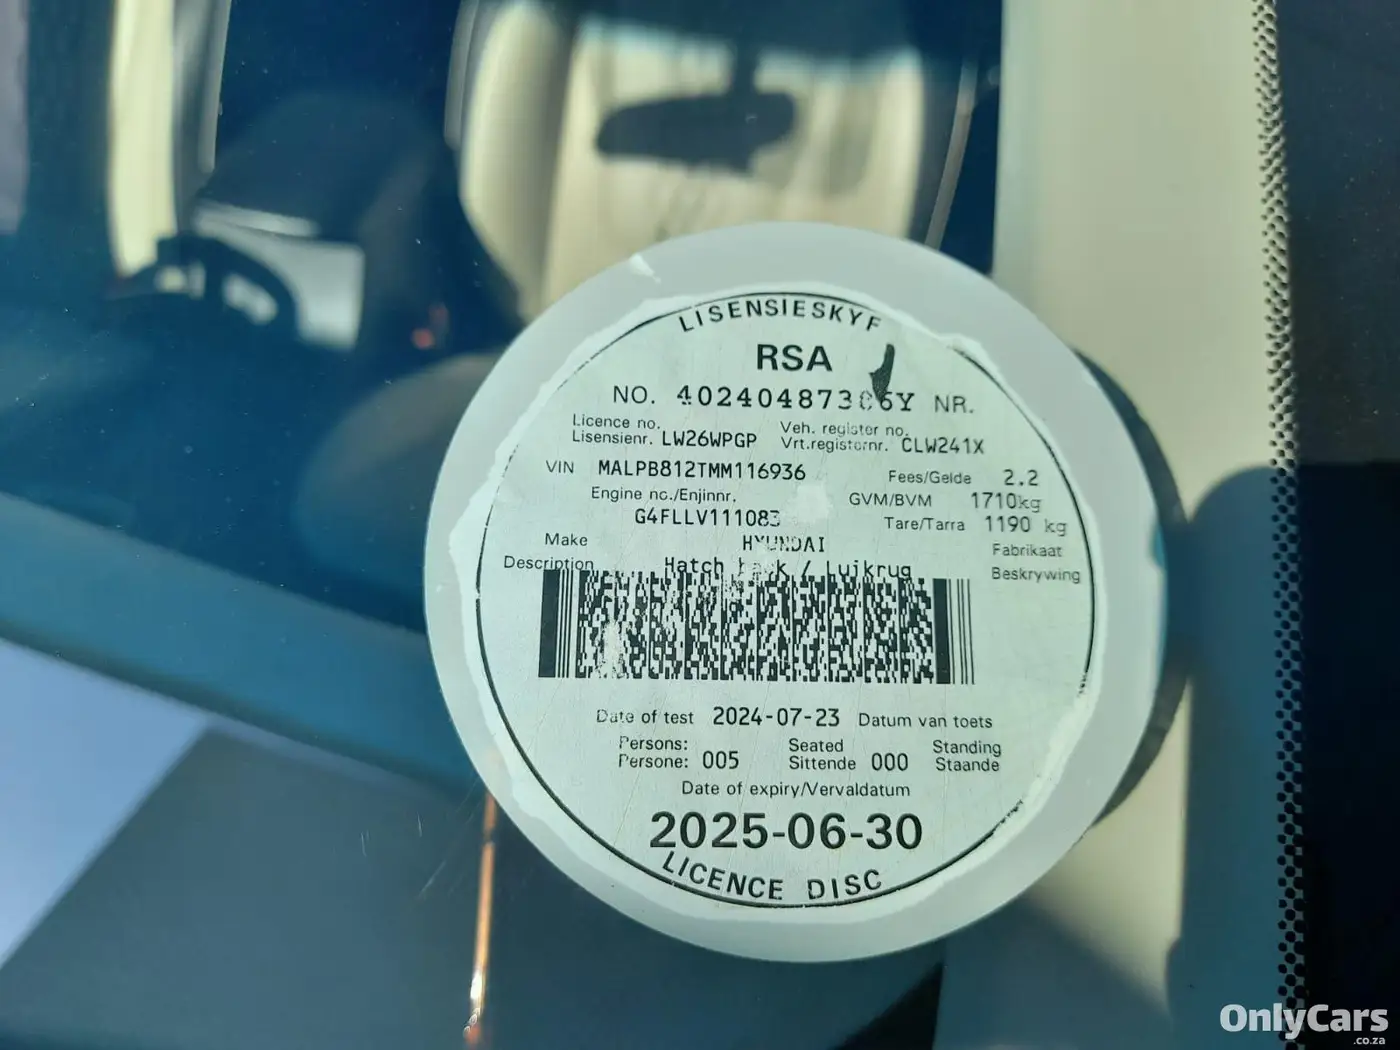 LISENSIESKYF
RSA
NO. NR.
Licence no. Veh. register no.
Lisensienr. LW26WPGP Vrt.registernr. CLW241X
VIN MALPB812TMM116936 Fees/Gelde 2.2
Engine no./Enjinnr. GVM/BVM 1710kg
G4FLLV111083 Tare/Tarra 1190 kg
Make HYUNDAI Fabrikaat
Description Hatch back / Luikrug Beskrywing
Date of test 2024-07-23 Datum van toets
Persons: Seated Standing
Persone: 005 Sittende 000 Staande
Date of expiry/Vervaldatum
2025-06-30
LICENCE DISC
OnlyCars
.co.za